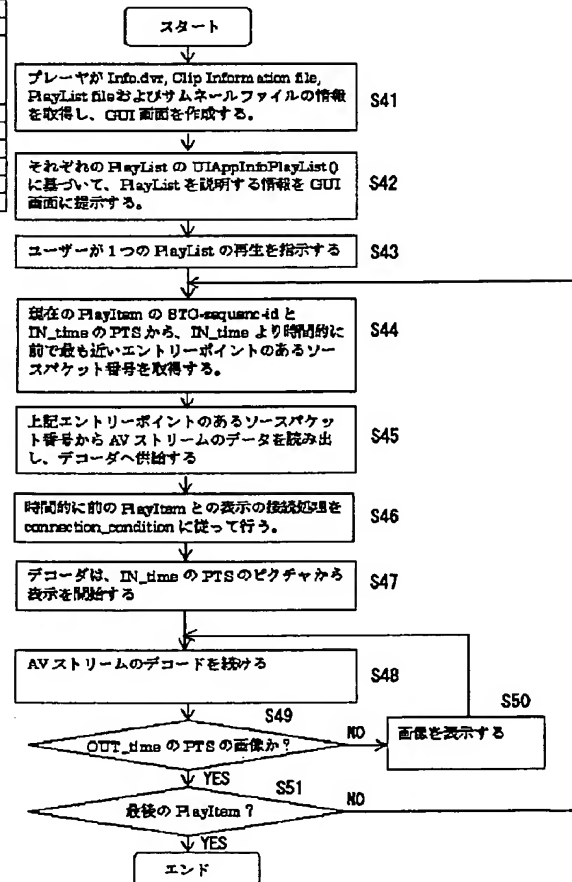 スタート
プレーヤが Info.dvr, Clip Information file,
PlayList fileおよびサムネールファイルの情報
を取得し、GUI 画面を作成する。
S41
それぞれの PlayList の UIAppInfoPlayList()
に基づいて、PlayList を説明する情報を GUI
画面に提示する。
S42
ユーザーが１つの PlayList の再生を指示する
S43
現在の PlayItem の STC-sequenc-id と
IN_time の PTS から、IN_time より時間的に
前で最も近いエントリーポイントのあるソー
スパケット番号を取得する。
S44
上記エントリーポイントのあるソースパケッ
ト番号から AV ストリームのデータを読み出
し、デコーダへ供給する
S45
時間的に前の PlayItem との表示の接続処理を
connection_condition に従って行う。
S46
デコーダは、IN_time の PTS のピクチャから
表示を開始する
S47
AV ストリームのデコードを続ける
S48
S49
OUT_time の PTS の画像か？
NO
S50
画像を表示する
YES
S51
最後の PlayItem ?
NO
YES
エンド